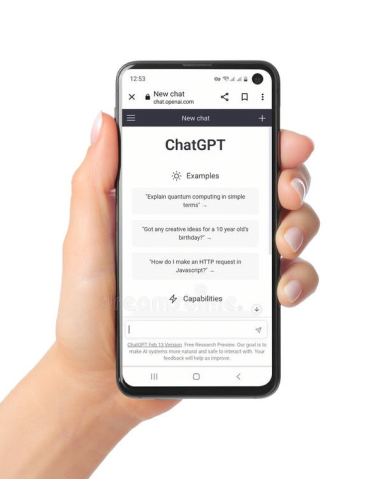 12:53
New chat
chat.openai.com
New chat
ChatGPT
Examples
"Explain quantum computing in simple
terms" →
"Got any creative ideas for a 10 year old's
birthday?" →
"How do I make an HTTP request in
Javascript?" →
dreamstime.
Capabilities
ChatGPT Feb 13 Version. Free Research Preview. Our goal is to
make AI systems more natural and safe to interact with. Your
feedback will help us improve.